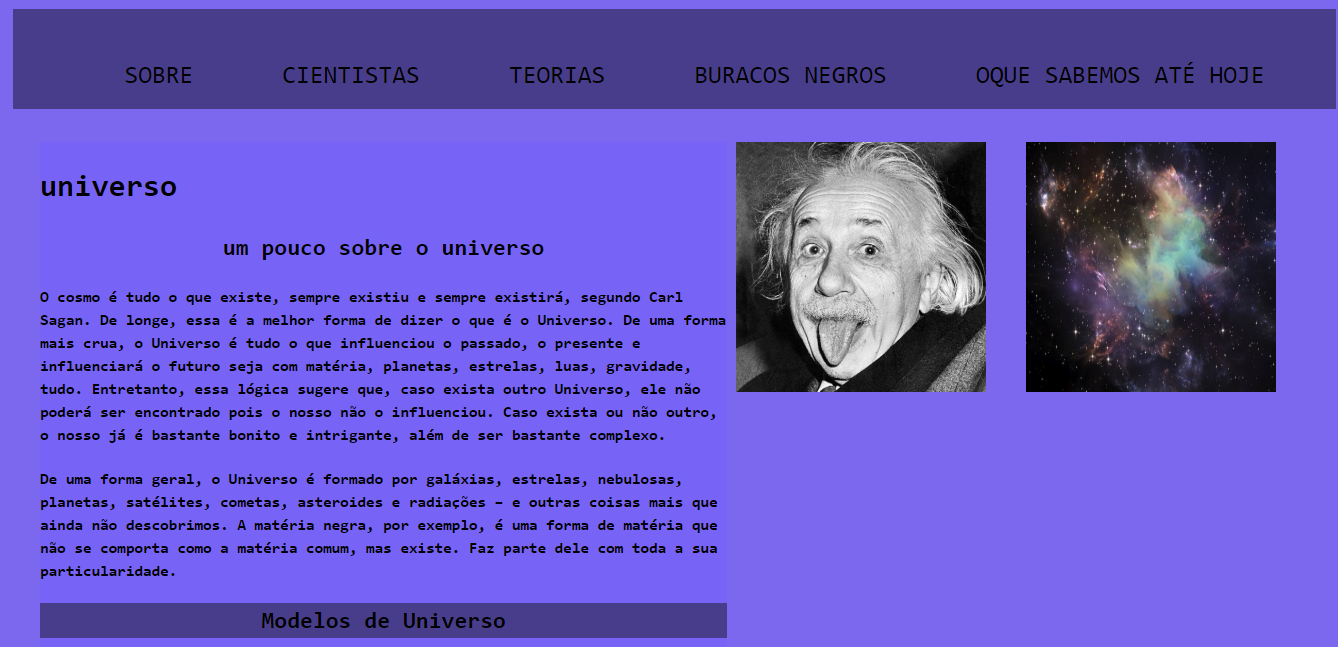 SOBRE CIENTISTAS TEORIAS BURACOS NEGROS OQUE SABEMOS ATÉ HOJE
universo
um pouco sobre o universo
O cosmo é tudo o que existe, sempre existiu e sempre existirá, segundo Carl
Sagan. De longe, essa é a melhor forma de dizer o que é o Universo. De uma forma
mais crua, o Universo é tudo o que influenciou o passado, o presente e
influenciará o futuro seja com matéria, planetas, estrelas, luas, gravidade,
tudo. Entretanto, essa lógica sugere que, caso exista outro Universo, ele não
poderá ser encontrado pois o nosso não o influenciou. Caso exista ou não outro,
o nosso já é bastante bonito e intrigante, além de ser bastante complexo.
De uma forma geral, o Universo é formado por galáxias, estrelas, nebulosas,
planetas, satélites, cometas, asteroides e radiações – e outras coisas mais que
ainda não descobrimos. A matéria negra, por exemplo, é uma forma de matéria que
não se comporta como a matéria comum, mas existe. Faz parte dele com toda a sua
particularidade.
Modelos de Universo